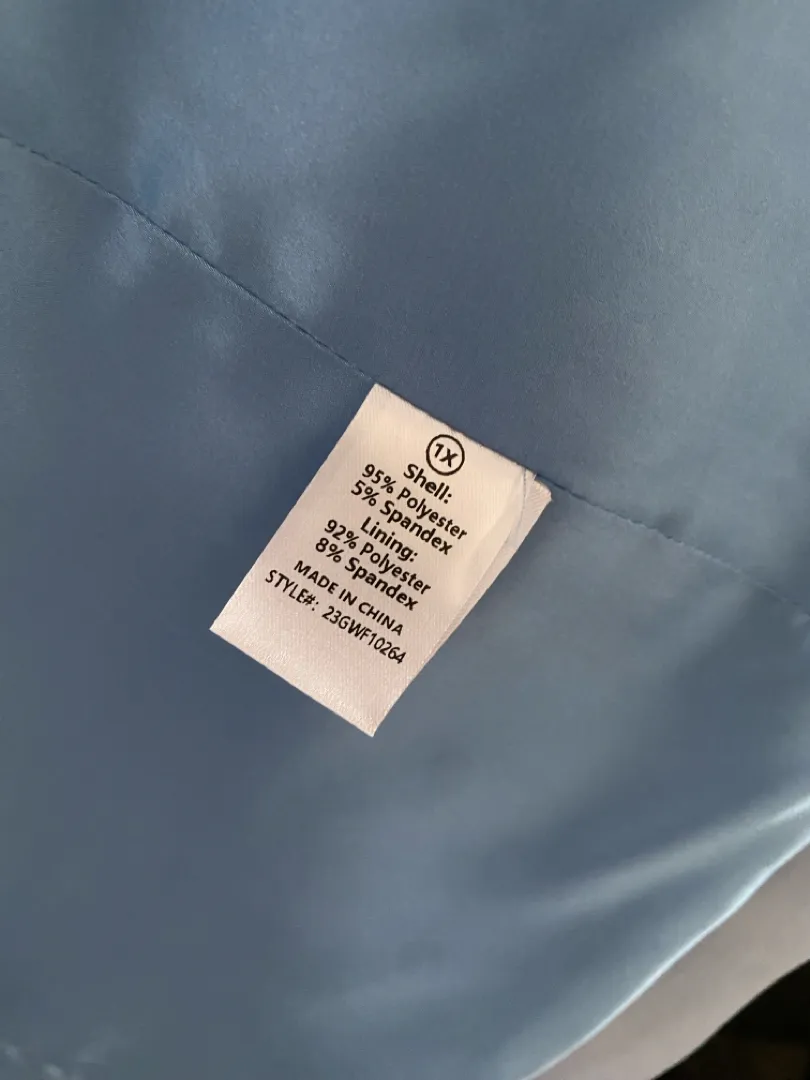 1X
Shell:
95% Polyester
5% Spandex
Lining:
92% Polyester
8% Spandex
MADE IN CHINA
STYLE#: 23GWF10264